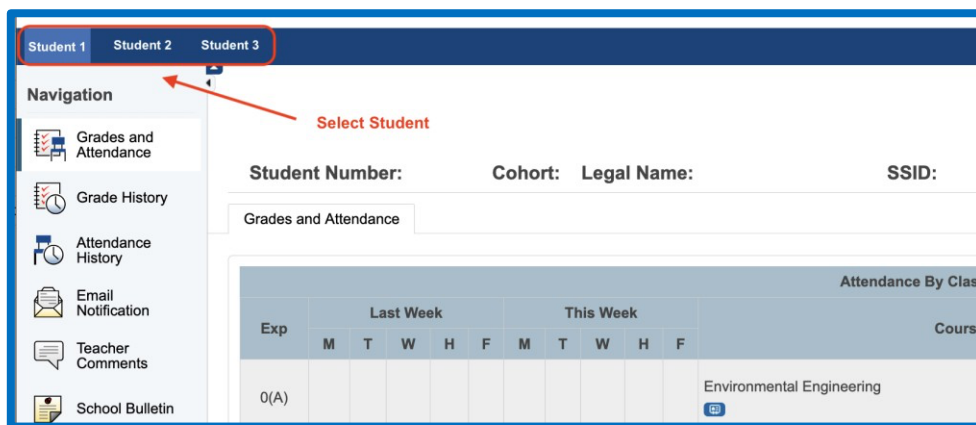 Student 1 Student 2 Student 3
Navigation
Select Student
Grades and
Attendance
Grade History
Attendance
History
Email
Notification
Teacher
Comments
School Bulletin
Student Number: Cohort: Legal Name: SSID:
Grades and Attendance
Attendance By Clas
Exp Last Week This Week Cours
M T W H F M T W H F
0(A) Environmental Engineering